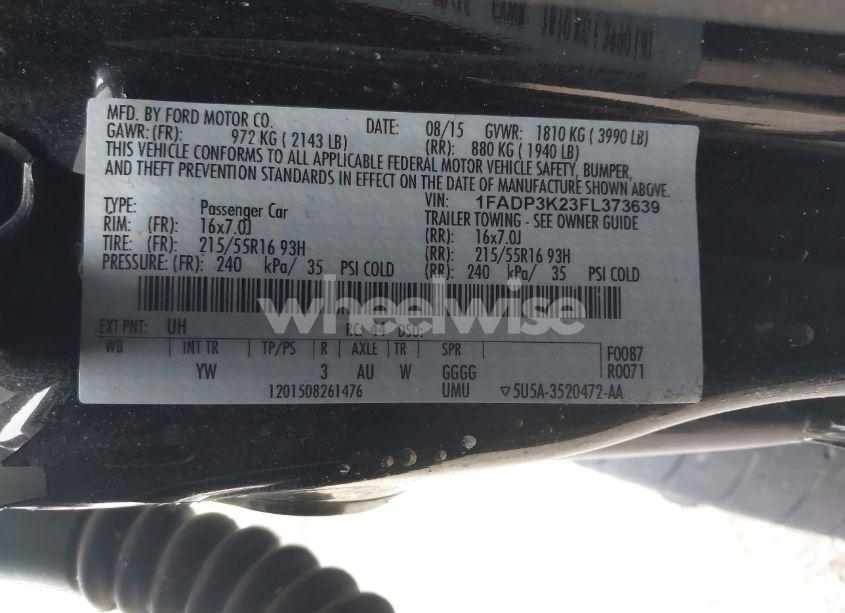 MFD. BY FORD MOTOR CO. DATE: 08/15 GVWR: 1810 KG ( 3990 LB)
GAWR: (FR): 972 KG ( 2143 LB) (RR): 880 KG ( 1940 LB)
THIS VEHICLE CONFORMS TO ALL APPLICABLE FEDERAL MOTOR VEHICLE SAFETY, BUMPER,
AND THEFT PREVENTION STANDARDS IN EFFECT ON THE DATE OF MANUFACTURE SHOWN ABOVE.
VIN: 1FADP3K23FL373639
TYPE: Passenger Car TRAILER TOWING - SEE OWNER GUIDE
RIM: (FR): 16x7.0J (RR): 16x7.0J
TIRE: (FR): 215/55R16 93H (RR): 215/55R16 93H
PRESSURE: (FR): 240 kPa/ 35 PSI COLD (RR): 240 kPa/ 35 PSI COLD
wheelwise
EXT PNT: UH RC: 44 DSO:
WB INT TR TP/PS R AXLE TR SPR F0087
YW 3 AU W GGGG R0071
1201508261476 UMU ▽5U5A-3520472-AA